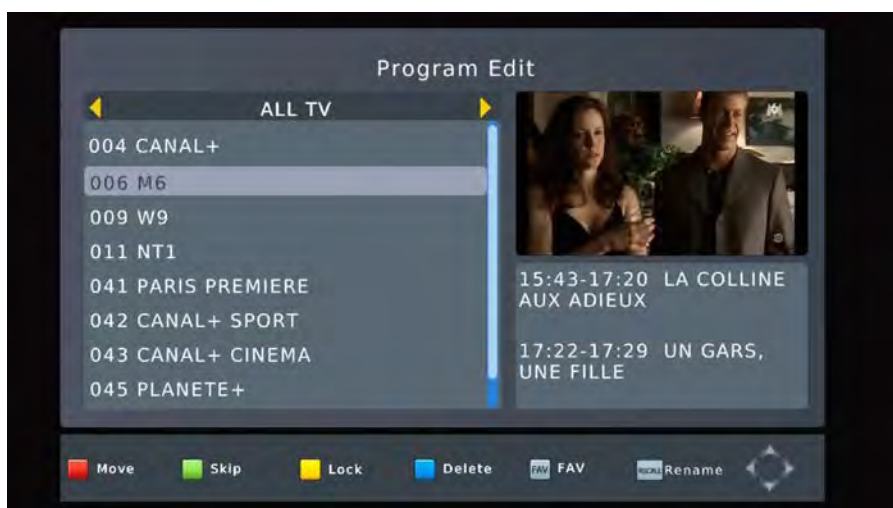 Program Edit
ALL TV
004 CANAL+
006 M6
009 W9
011 NT1
041 PARIS PREMIERE
042 CANAL+ SPORT
043 CANAL+ CINEMA
045 PLANETE+
15:43-17:20 LA COLLINE
AUX ADIEUX
17:22-17:29 UN GARS,
UNE FILLE
Move Skip Lock Delete FAV FAV RECALL Rename